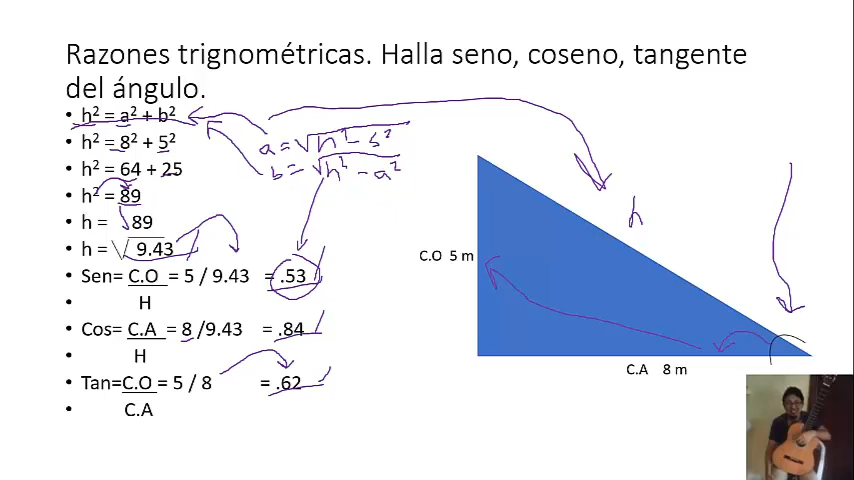 Razones trignométricas. Halla seno, coseno, tangente
del ángulo.
• h² = a² + b²
• h² = 8² + 5²
• h² = 64 + 25
• h² = 89
• h = 89
• h = √ 9.43
• Sen= C.O = 5 / 9.43 = .53
• H
• Cos= C.A = 8 /9.43 = .84
• H
• Tan=C.O = 5 / 8 = .62
• C.A
a = √h² - b²
b = √h² - a²
h
C.O 5 m
C.A 8 m